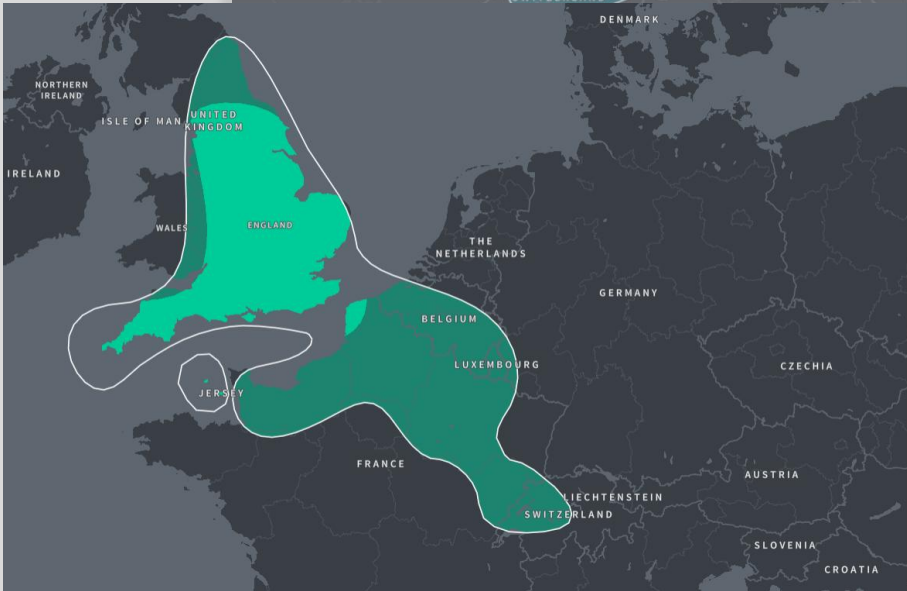 DENMARK
NORTHERN
IRELAND
ISLE OF MAN
UNITED
KINGDOM
IRELAND
WALES
ENGLAND
THE
NETHERLANDS
GERMANY
BELGIUM
LUXEMBOURG
CZECHIA
JERSEY
FRANCE
AUSTRIA
LIECHTENSTEIN
SWITZERLAND
SLOVENIA
CROATIA